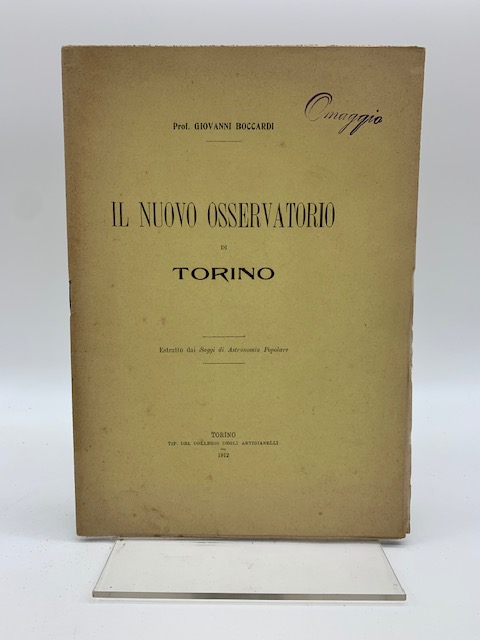 Omaggio
Prof. GIOVANNI BOCCARDI
IL NUOVO OSSERVATORIO
DI
TORINO
Estratto dai Saggi di Astronomia Popolare
TORINO
TIP. DEL COLLEGIO DEGLI ARTIGIANELLI
1912